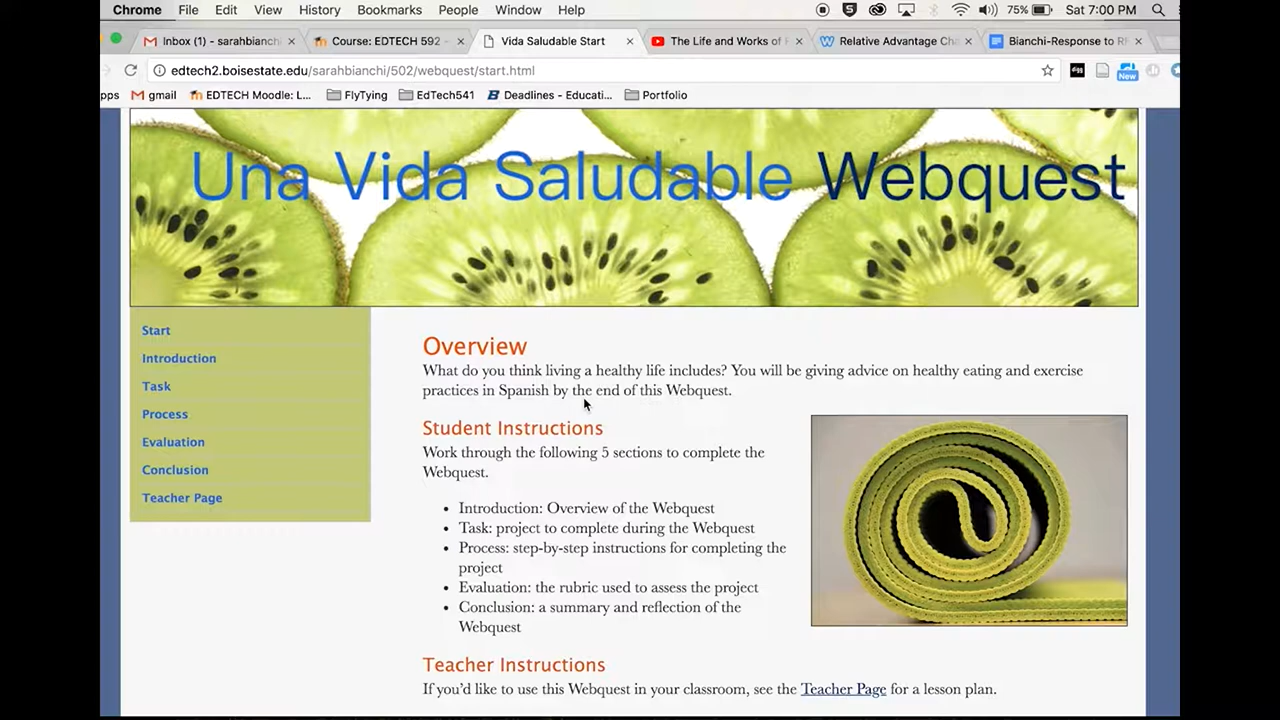 Chrome File Edit View History Bookmarks People Window Help 75% Sat 7:00 PM
Inbox (1) - sarahbianchi Course: EDTECH 592 - Vida Saludable Start The Life and Works of Relative Advantage Cha Bianchi-Response to RF
edtech2.boisestate.edu/sarahbianchi/502/webquest/start.html
New
pps gmail EDTECH Moodle: L... FlyTying EdTech541 Deadlines - Educati... Portfolio
Una Vida Saludable Webquest
Start
Introduction
Task
Process
Evaluation
Conclusion
Teacher Page
Overview
What do you think living a healthy life includes? You will be giving advice on healthy eating and exercise
practices in Spanish by the end of this Webquest.
Student Instructions
Work through the following 5 sections to complete the
Webquest.
• Introduction: Overview of the Webquest
• Task: project to complete during the Webquest
• Process: step-by-step instructions for completing the
project
• Evaluation: the rubric used to assess the project
• Conclusion: a summary and reflection of the
Webquest
Teacher Instructions
If you'd like to use this Webquest in your classroom, see the Teacher Page for a lesson plan.